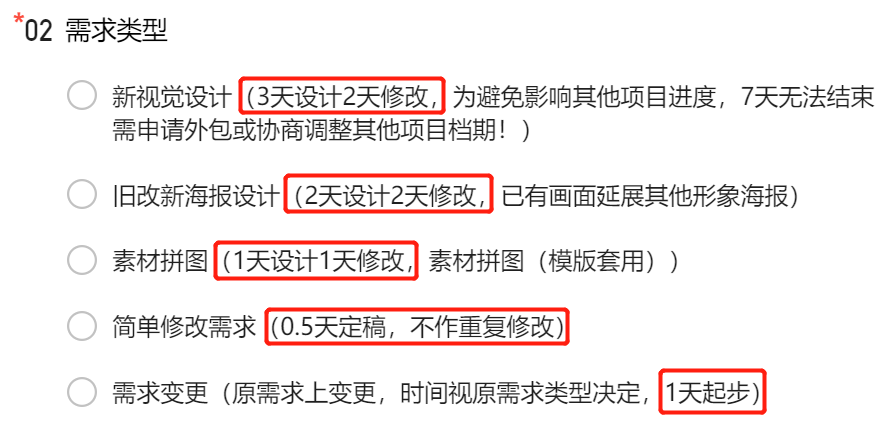 *02 需求类型
新视觉设计（3天设计2天修改，为避免影响其他项目进度，7天无法结束
需申请外包或协商调整其他项目档期！）
旧改新海报设计（2天设计2天修改，已有画面延展其他形象海报）
素材拼图（1天设计1天修改，素材拼图（模版套用））
简单修改需求（0.5天定稿，不作重复修改）
需求变更（原需求上变更，时间视原需求类型决定，1天起步）